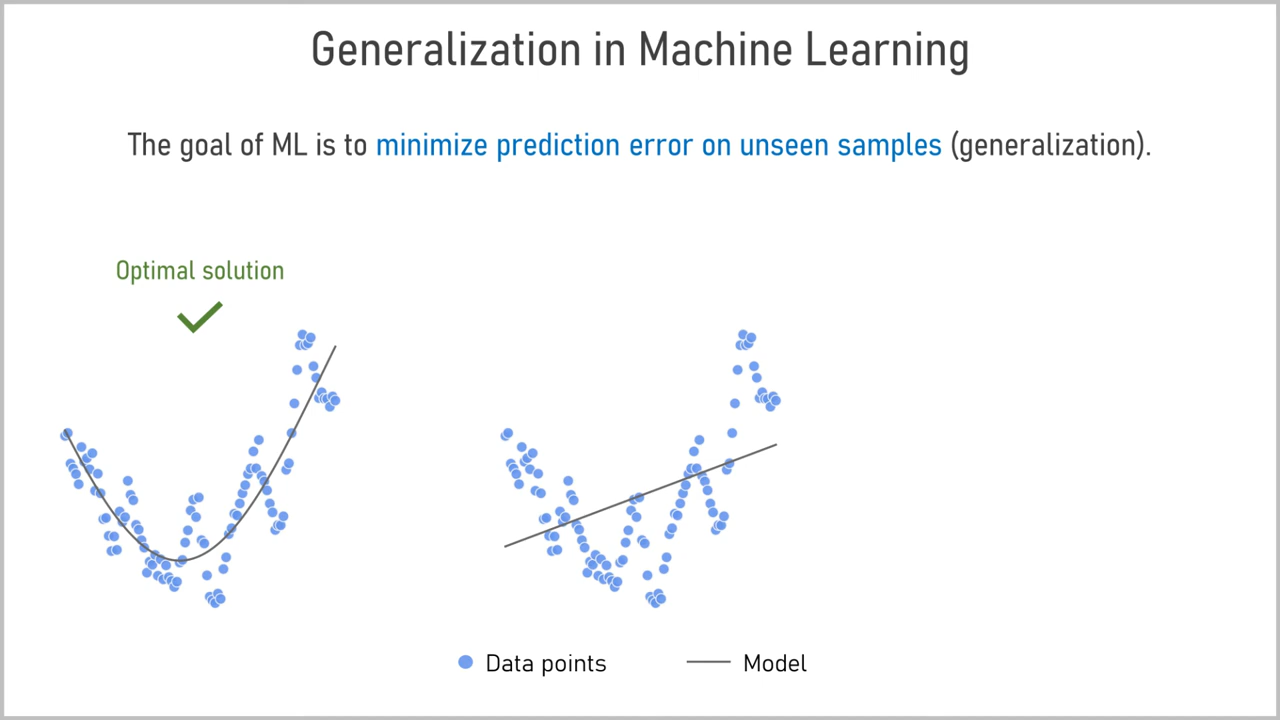 Generalization in Machine Learning
The goal of ML is to minimize prediction error on unseen samples (generalization).
Optimal solution
Data points
Model